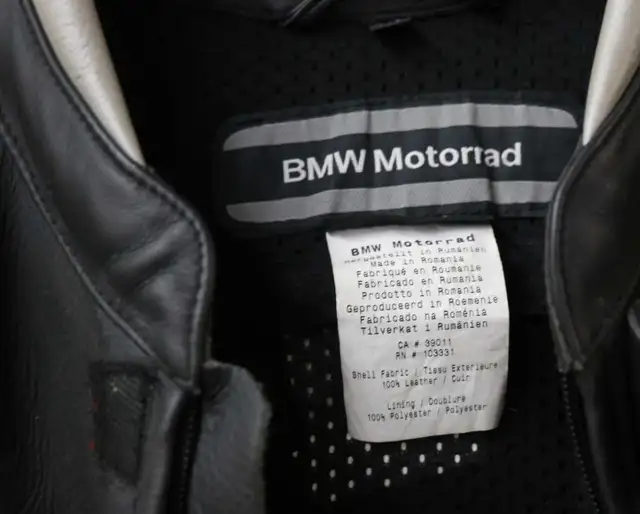 BMW Motorrad
BMW Motorrad
Hergestellt in Rumänien
Made in Romania
Fabriqué en Roumanie
Fabricado en Rumania
Prodotto in Romania
Geproduceerd in Roemenie
Fabricado na Roménia
Tilverkat i Rumänien
CA # 39011
RN # 103331
Shell Fabric / Tissu Exterieure
100% Leather / Cuir
Lining / Doublure
100% Polyester / Polyester